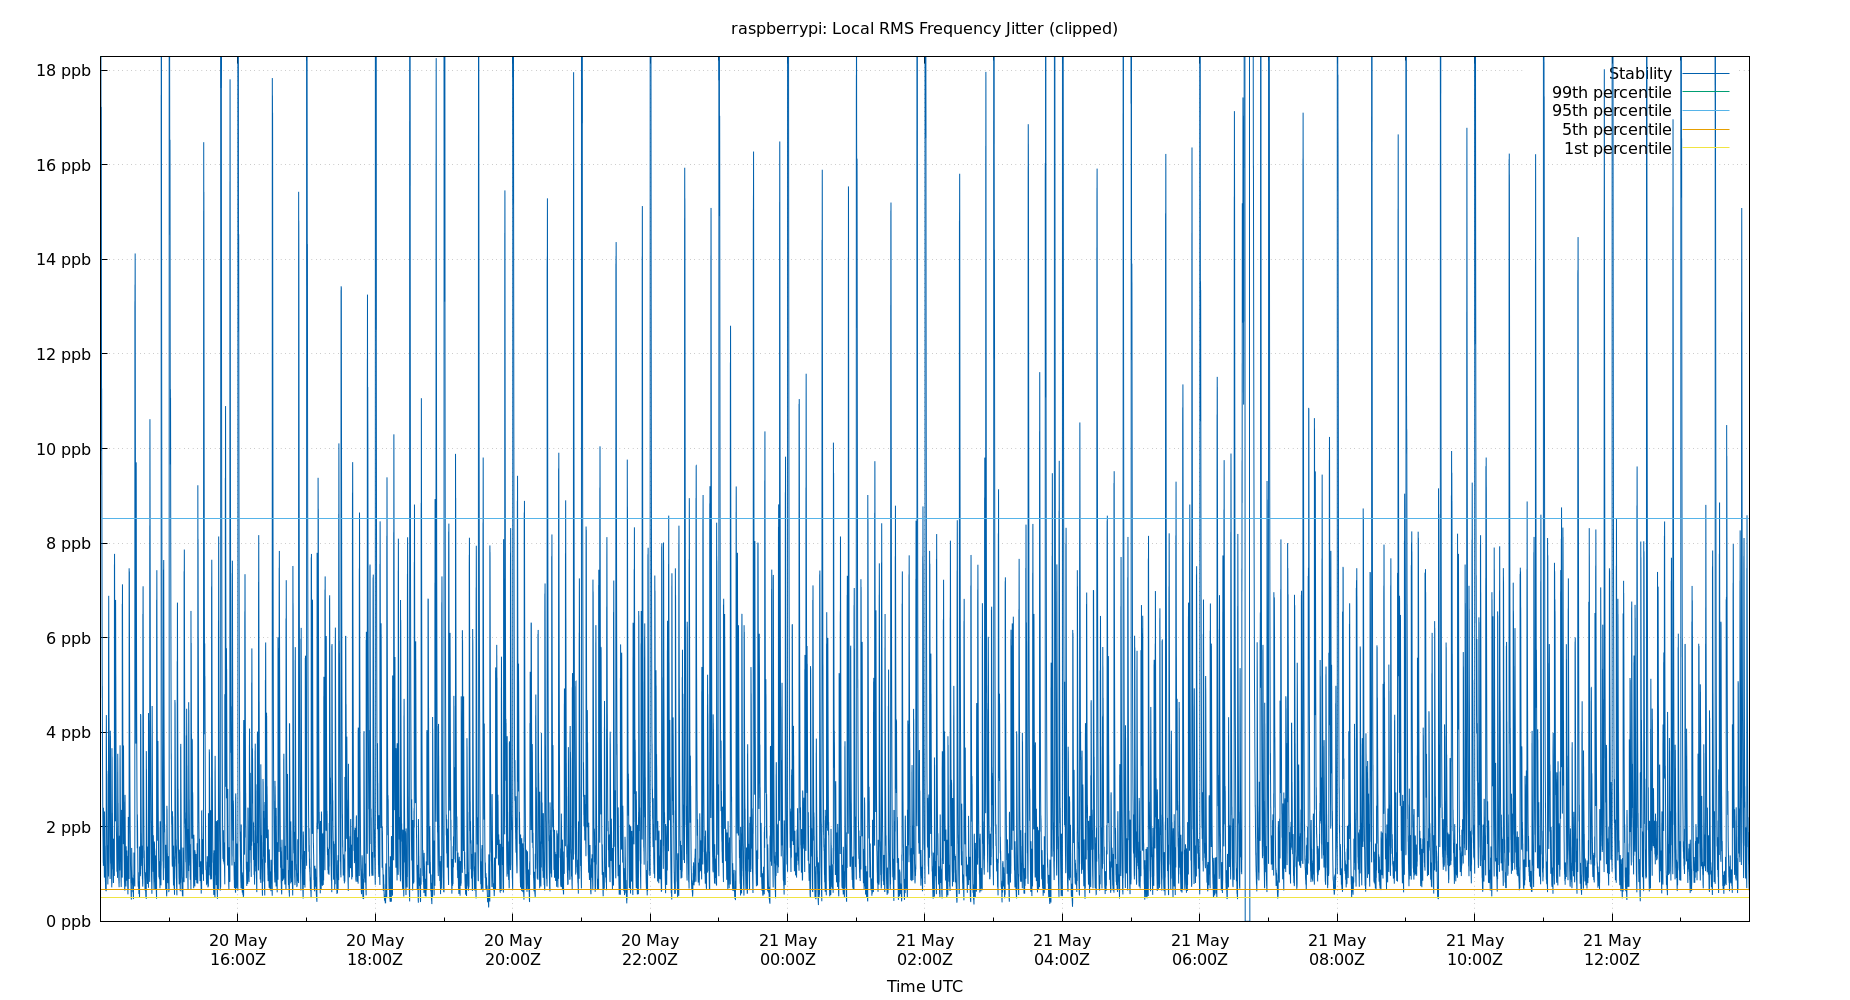 raspberrypi: Local RMS Frequency Jitter (clipped)
18 ppb
16 ppb
14 ppb
12 ppb
10 ppb
8 ppb
6 ppb
4 ppb
2 ppb
0 ppb
Stability
99th percentile
95th percentile
5th percentile
1st percentile
20 May 20 May 20 May 20 May 21 May 21 May 21 May 21 May 21 May 21 May 21 May
16:00Z 18:00Z 20:00Z 22:00Z 00:00Z 02:00Z 04:00Z 06:00Z 08:00Z 10:00Z 12:00Z
Time UTC